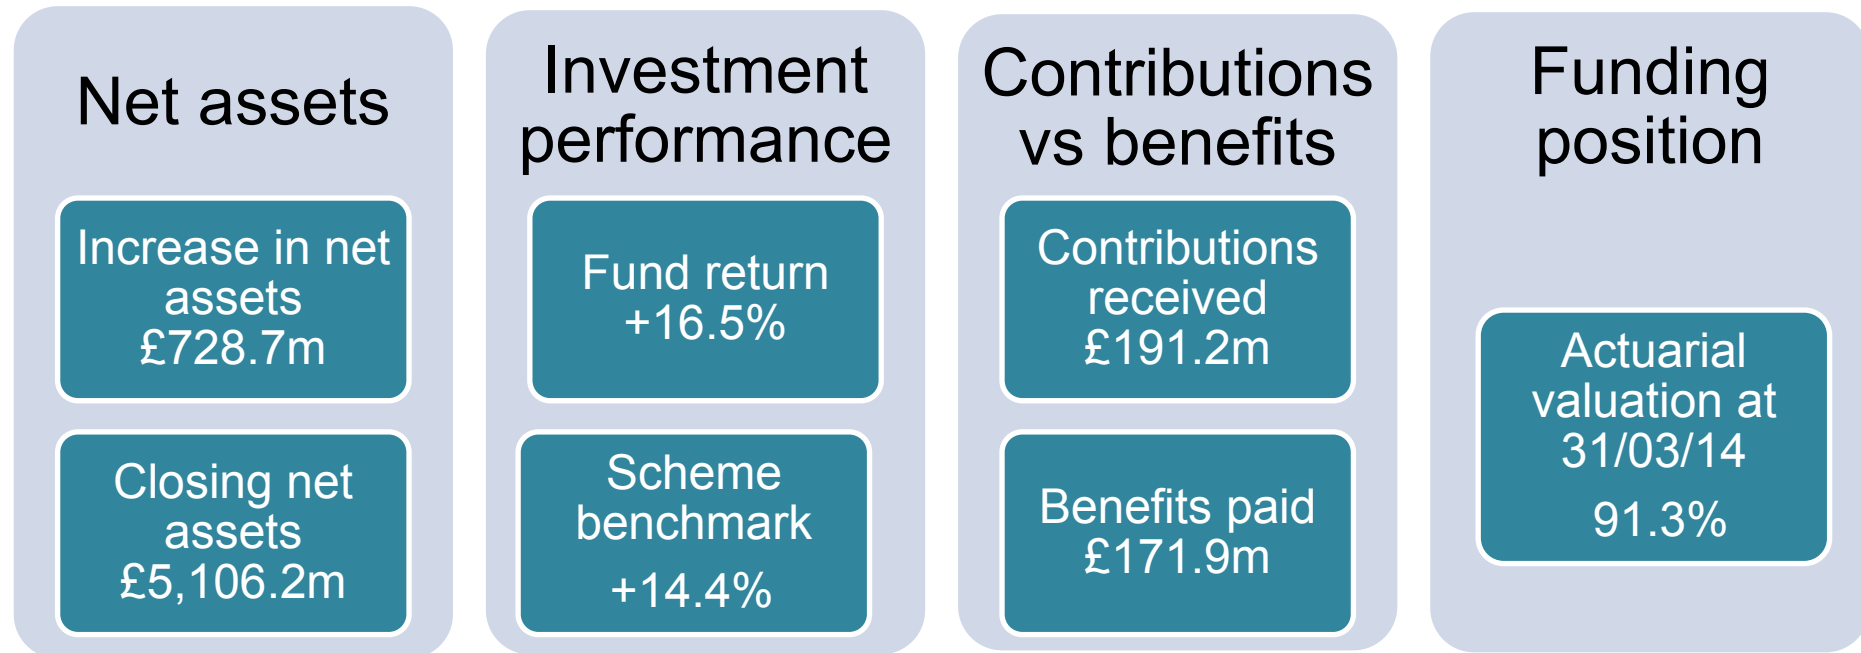 Net assets
Increase in net
assets
£728.7m
Closing net
assets
£5,106.2m
Investment
performance
Fund return
+16.5%
Scheme
benchmark
+14.4%
Contributions
vs benefits
Contributions
received
£191.2m
Benefits paid
£171.9m
Funding
position
Actuarial
valuation at
31/03/14
91.3%